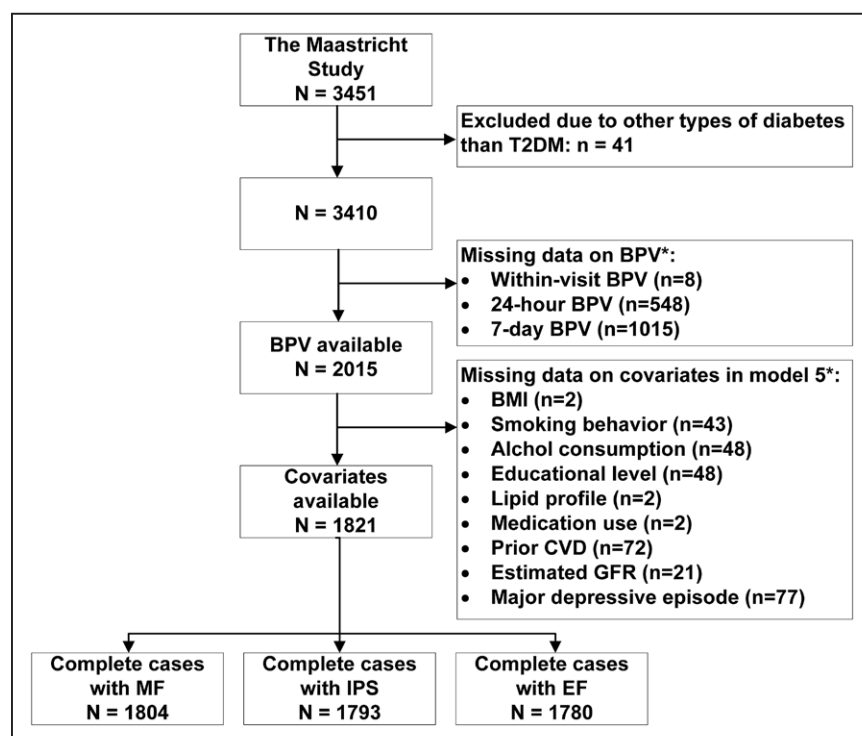 The Maastricht
Study
N = 3451
Excluded due to other types of diabetes
than T2DM: n = 41
N = 3410
Missing data on BPV*:
• Within-visit BPV (n=8)
• 24-hour BPV (n=548)
• 7-day BPV (n=1015)
BPV available
N = 2015
Missing data on covariates in model 5*:
• BMI (n=2)
• Smoking behavior (n=43)
• Alchol consumption (n=48)
• Educational level (n=48)
• Lipid profile (n=2)
• Medication use (n=2)
• Prior CVD (n=72)
• Estimated GFR (n=21)
• Major depressive episode (n=77)
Covariates
available
N = 1821
Complete cases
with MF
N = 1804
Complete cases
with IPS
N = 1793
Complete cases
with EF
N = 1780